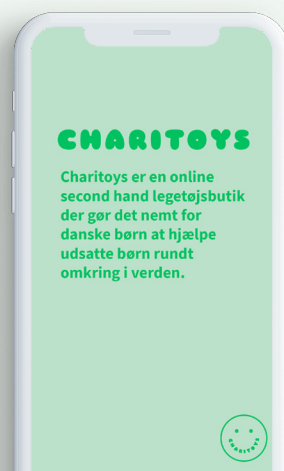 CHARITOYS
Charitoys er en online
second hand legetøjsbutik
der gør det nemt for
danske børn at hjælpe
udsatte børn rundt
omkring i verden.
CHARITOYS